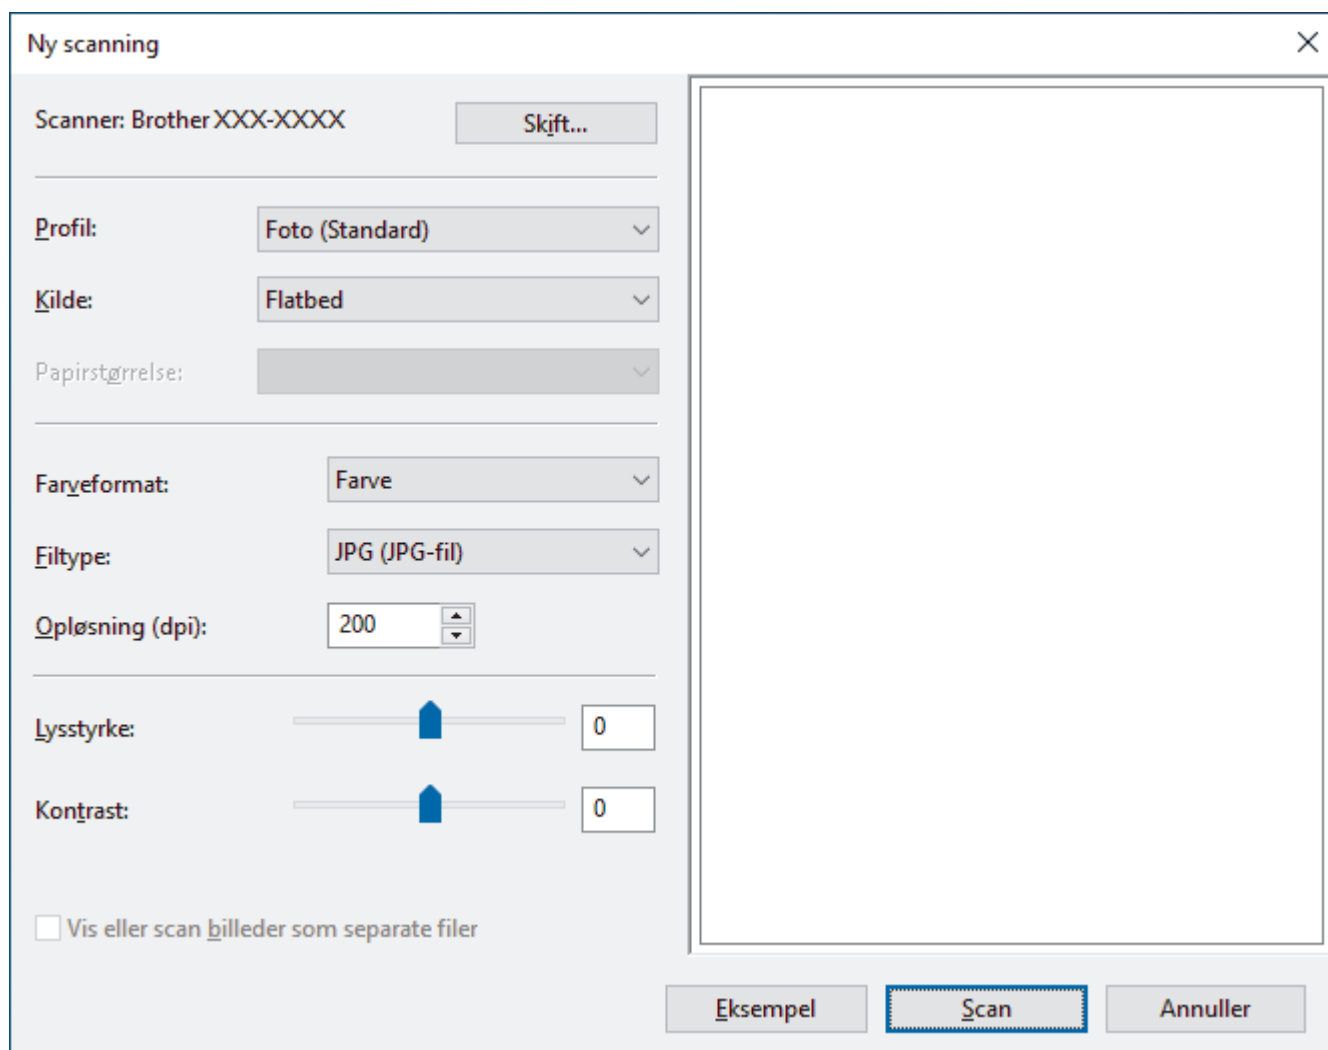 Ny scanning
Scanner: Brother XXX-XXXX Skift...
Profil: Foto (Standard)
Kilde: Flatbed
Papirstørrelse:
Farveformat: Farve
Filtype: JPG (JPG-fil)
Opløsning (dpi): 200
Lysstyrke: 0
Kontrast: 0
Vis eller scan billeder som separate filer
Eksempel Scan Annuller